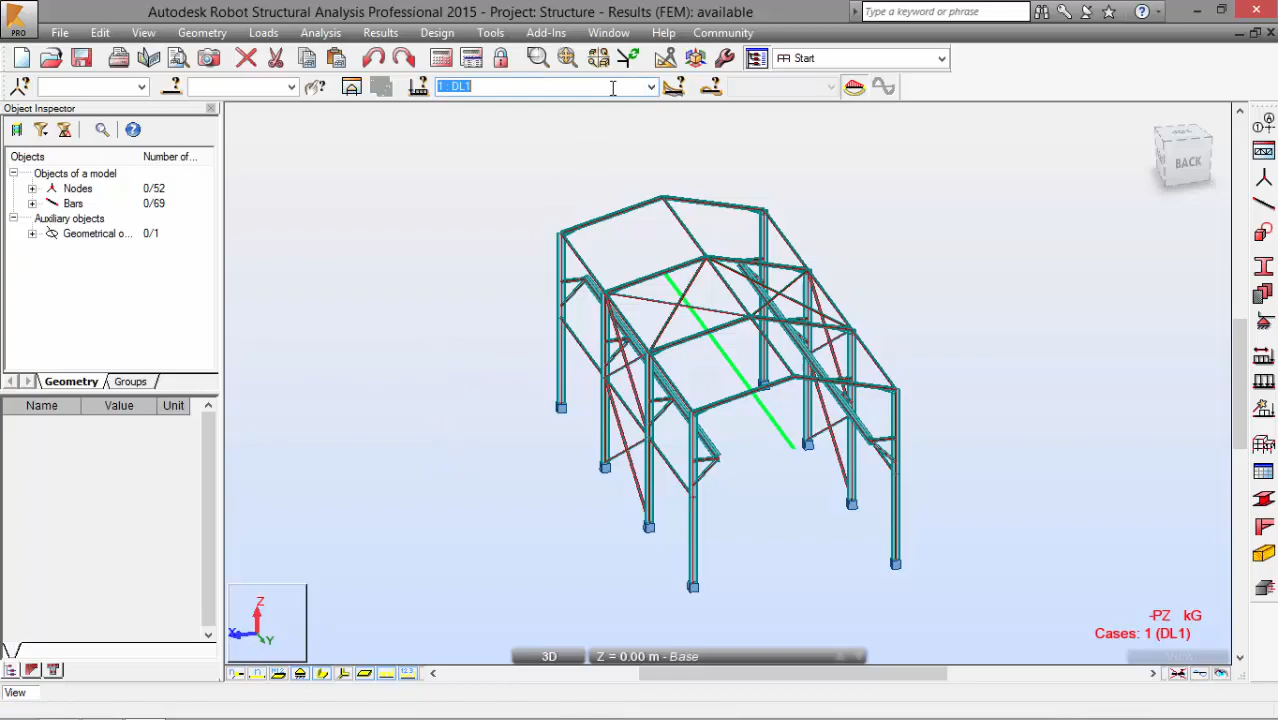 Autodesk Robot Structural Analysis Professional 2015 - Project: Structure - Results (FEM): available
Type a keyword or phrase
PRO
File Edit View Geometry Loads Analysis Results Design Tools Add-Ins Window Help Community
Start
1 : DL1
Object Inspector
Objects Number of...
Objects of a model
Nodes 0/52
Bars 0/69
Auxiliary objects
Geometrical o... 0/1
Geometry Groups
Name Value Unit
BACK
Z
X
Y
-PZ kG
Cases: 1 (DL1)
3D Z = 0.00 m - Base
View